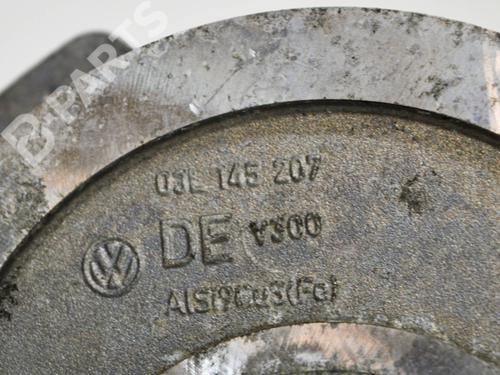 B-PARTS
03L 145 207
DE V300
AlSi9Cu3(Fe)